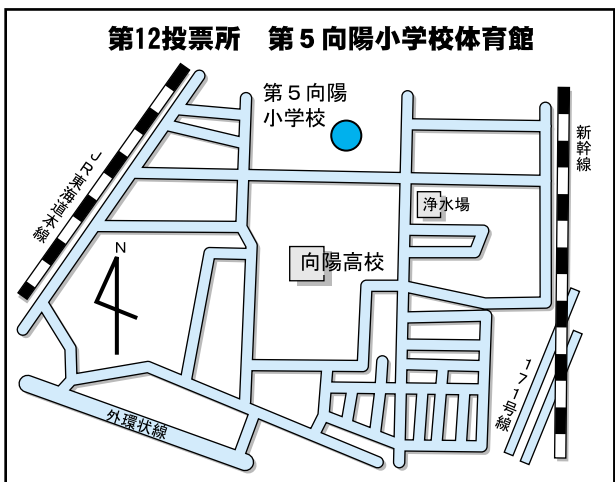 第12投票所　第５向陽小学校体育館
第５向陽
小学校
新幹線
ＪＲ東海道本線
浄水場
N
向陽高校
171号線
外環状線